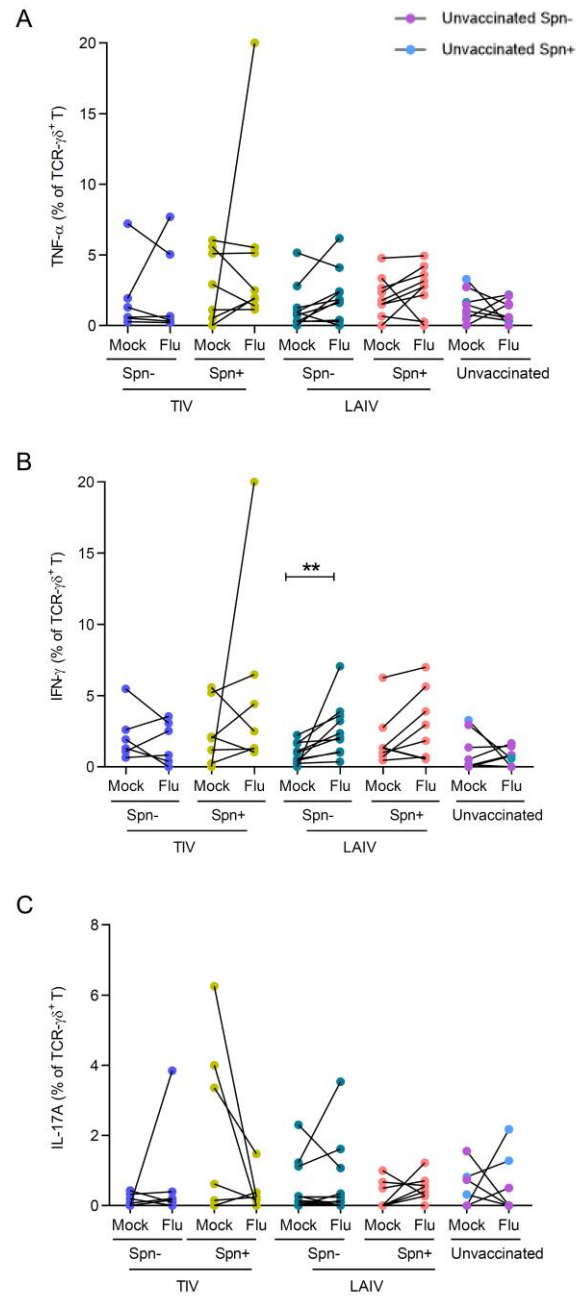 A
Unvaccinated Spn-
Unvaccinated Spn+
TNF-α (% of TCR-γδ⁺ T)
20
15
10
5
0
Mock Flu Mock Flu Mock Flu Mock Flu Mock Flu
Spn- Spn+ Spn- Spn+ Unvaccinated
TIV LAIV
B
IFN-γ (% of TCR-γδ⁺ T)
20
15
10
5
0
**
Mock Flu Mock Flu Mock Flu Mock Flu Mock Flu
Spn- Spn+ Spn- Spn+ Unvaccinated
TIV LAIV
C
IL-17A (% of TCR-γδ⁺ T)
8
6
4
2
0
Mock Flu Mock Flu Mock Flu Mock Flu Mock Flu
Spn- Spn+ Spn- Spn+ Unvaccinated
TIV LAIV